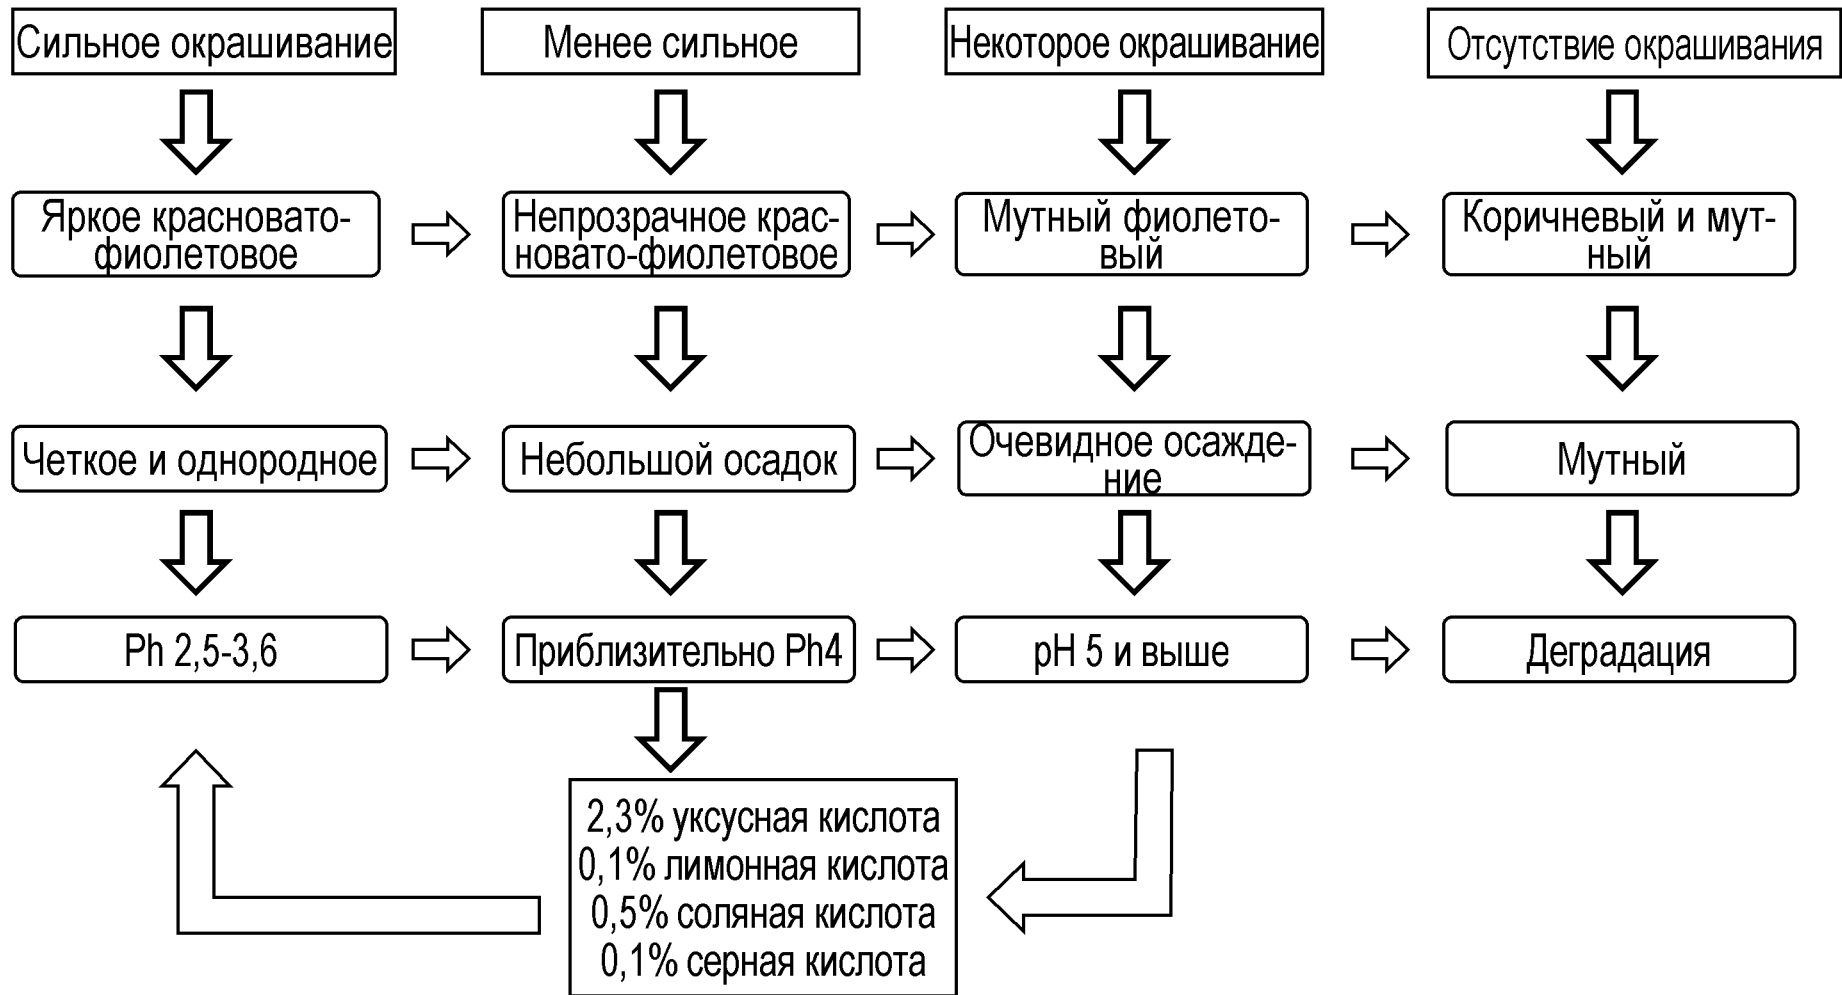 Сильное окрашивание
Менее сильное
Некоторое окрашивание
Отсутствие окрашивания
Яркое красновато-
фиолетовое
Непрозрачное крас-
новато-фиолетовое
Мутный фиолето-
вый
Коричневый и мут-
ный
Четкое и однородное
Небольшой осадок
Очевидное осажде-
ние
Мутный
Ph 2,5-3,6
Приблизительно Ph4
pH 5 и выше
Деградация
2,3% уксусная кислота
0,1% лимонная кислота
0,5% соляная кислота
0,1% серная кислота